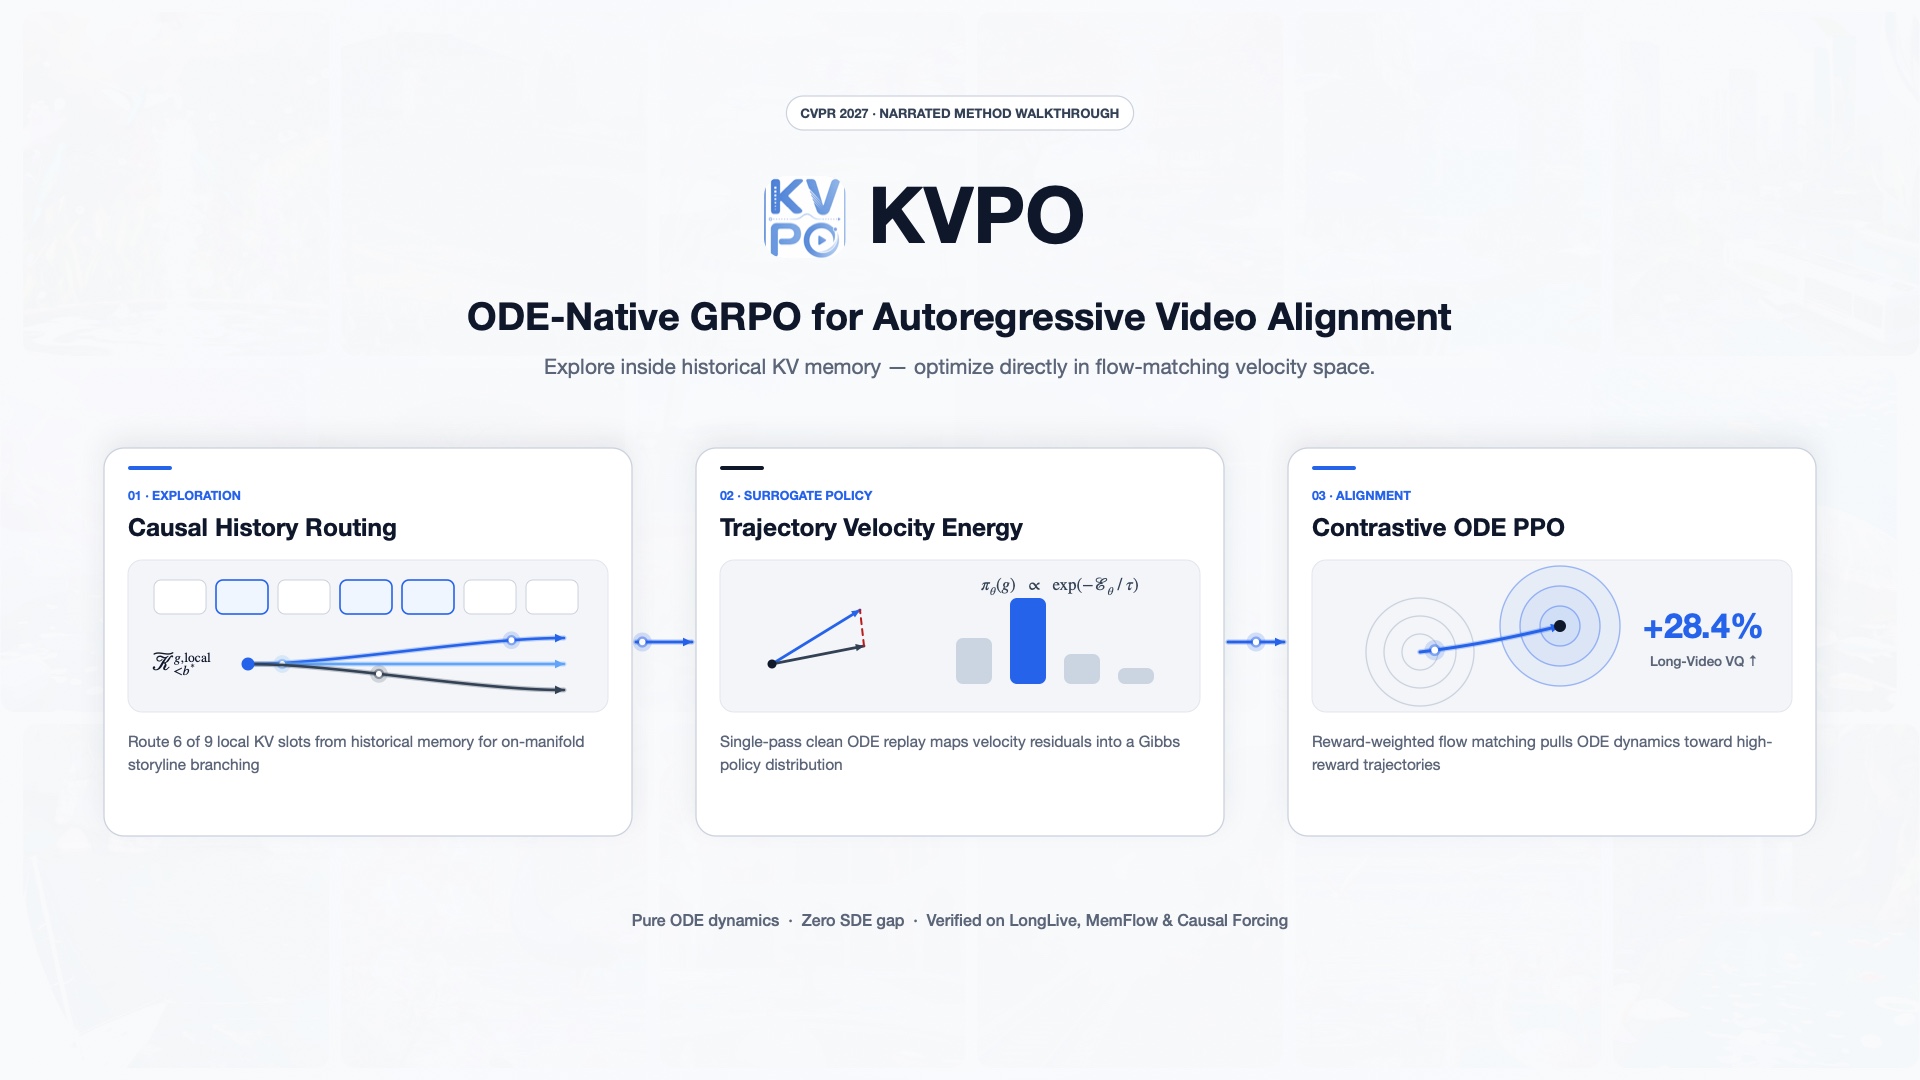 CVPR 2027 · NARRATED METHOD WALKTHROUGH
KV
PO
KVPO
ODE-Native GRPO for Autoregressive Video Alignment
Explore inside historical KV memory — optimize directly in flow-matching velocity space.
01 · EXPLORATION
Causal History Routing
𝒦̃^{g,local}_{<b*}
Route 6 of 9 local KV slots from historical memory for on-manifold
storyline branching
02 · SURROGATE POLICY
Trajectory Velocity Energy
π_θ(g) ∝ exp(−ℰ_θ / τ)
Single-pass clean ODE replay maps velocity residuals into a Gibbs
policy distribution
03 · ALIGNMENT
Contrastive ODE PPO
+28.4%
Long-Video VQ ↑
Reward-weighted flow matching pulls ODE dynamics toward high-
reward trajectories
Pure ODE dynamics · Zero SDE gap · Verified on LongLive, MemFlow & Causal Forcing